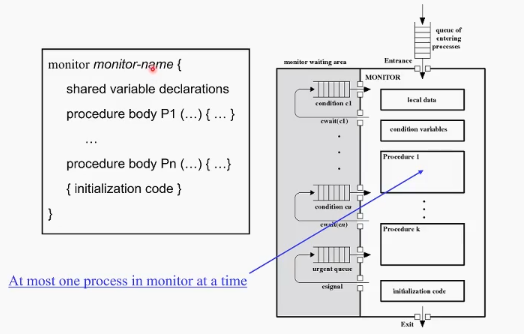 monitor monitor-name {
shared variable declarations
procedure body P1 (…) { … }
…
procedure body Pn (…) { …}
{ initialization code }
}
At most one process in monitor at a time
queue of
entering
processes
monitor waiting area
Entrance
MONITOR
condition c1
local data
cwait(c1)
condition variables
Procedure 1
condition cn
cwait(cn)
Procedure k
urgent queue
csignal
initialization code
Exit